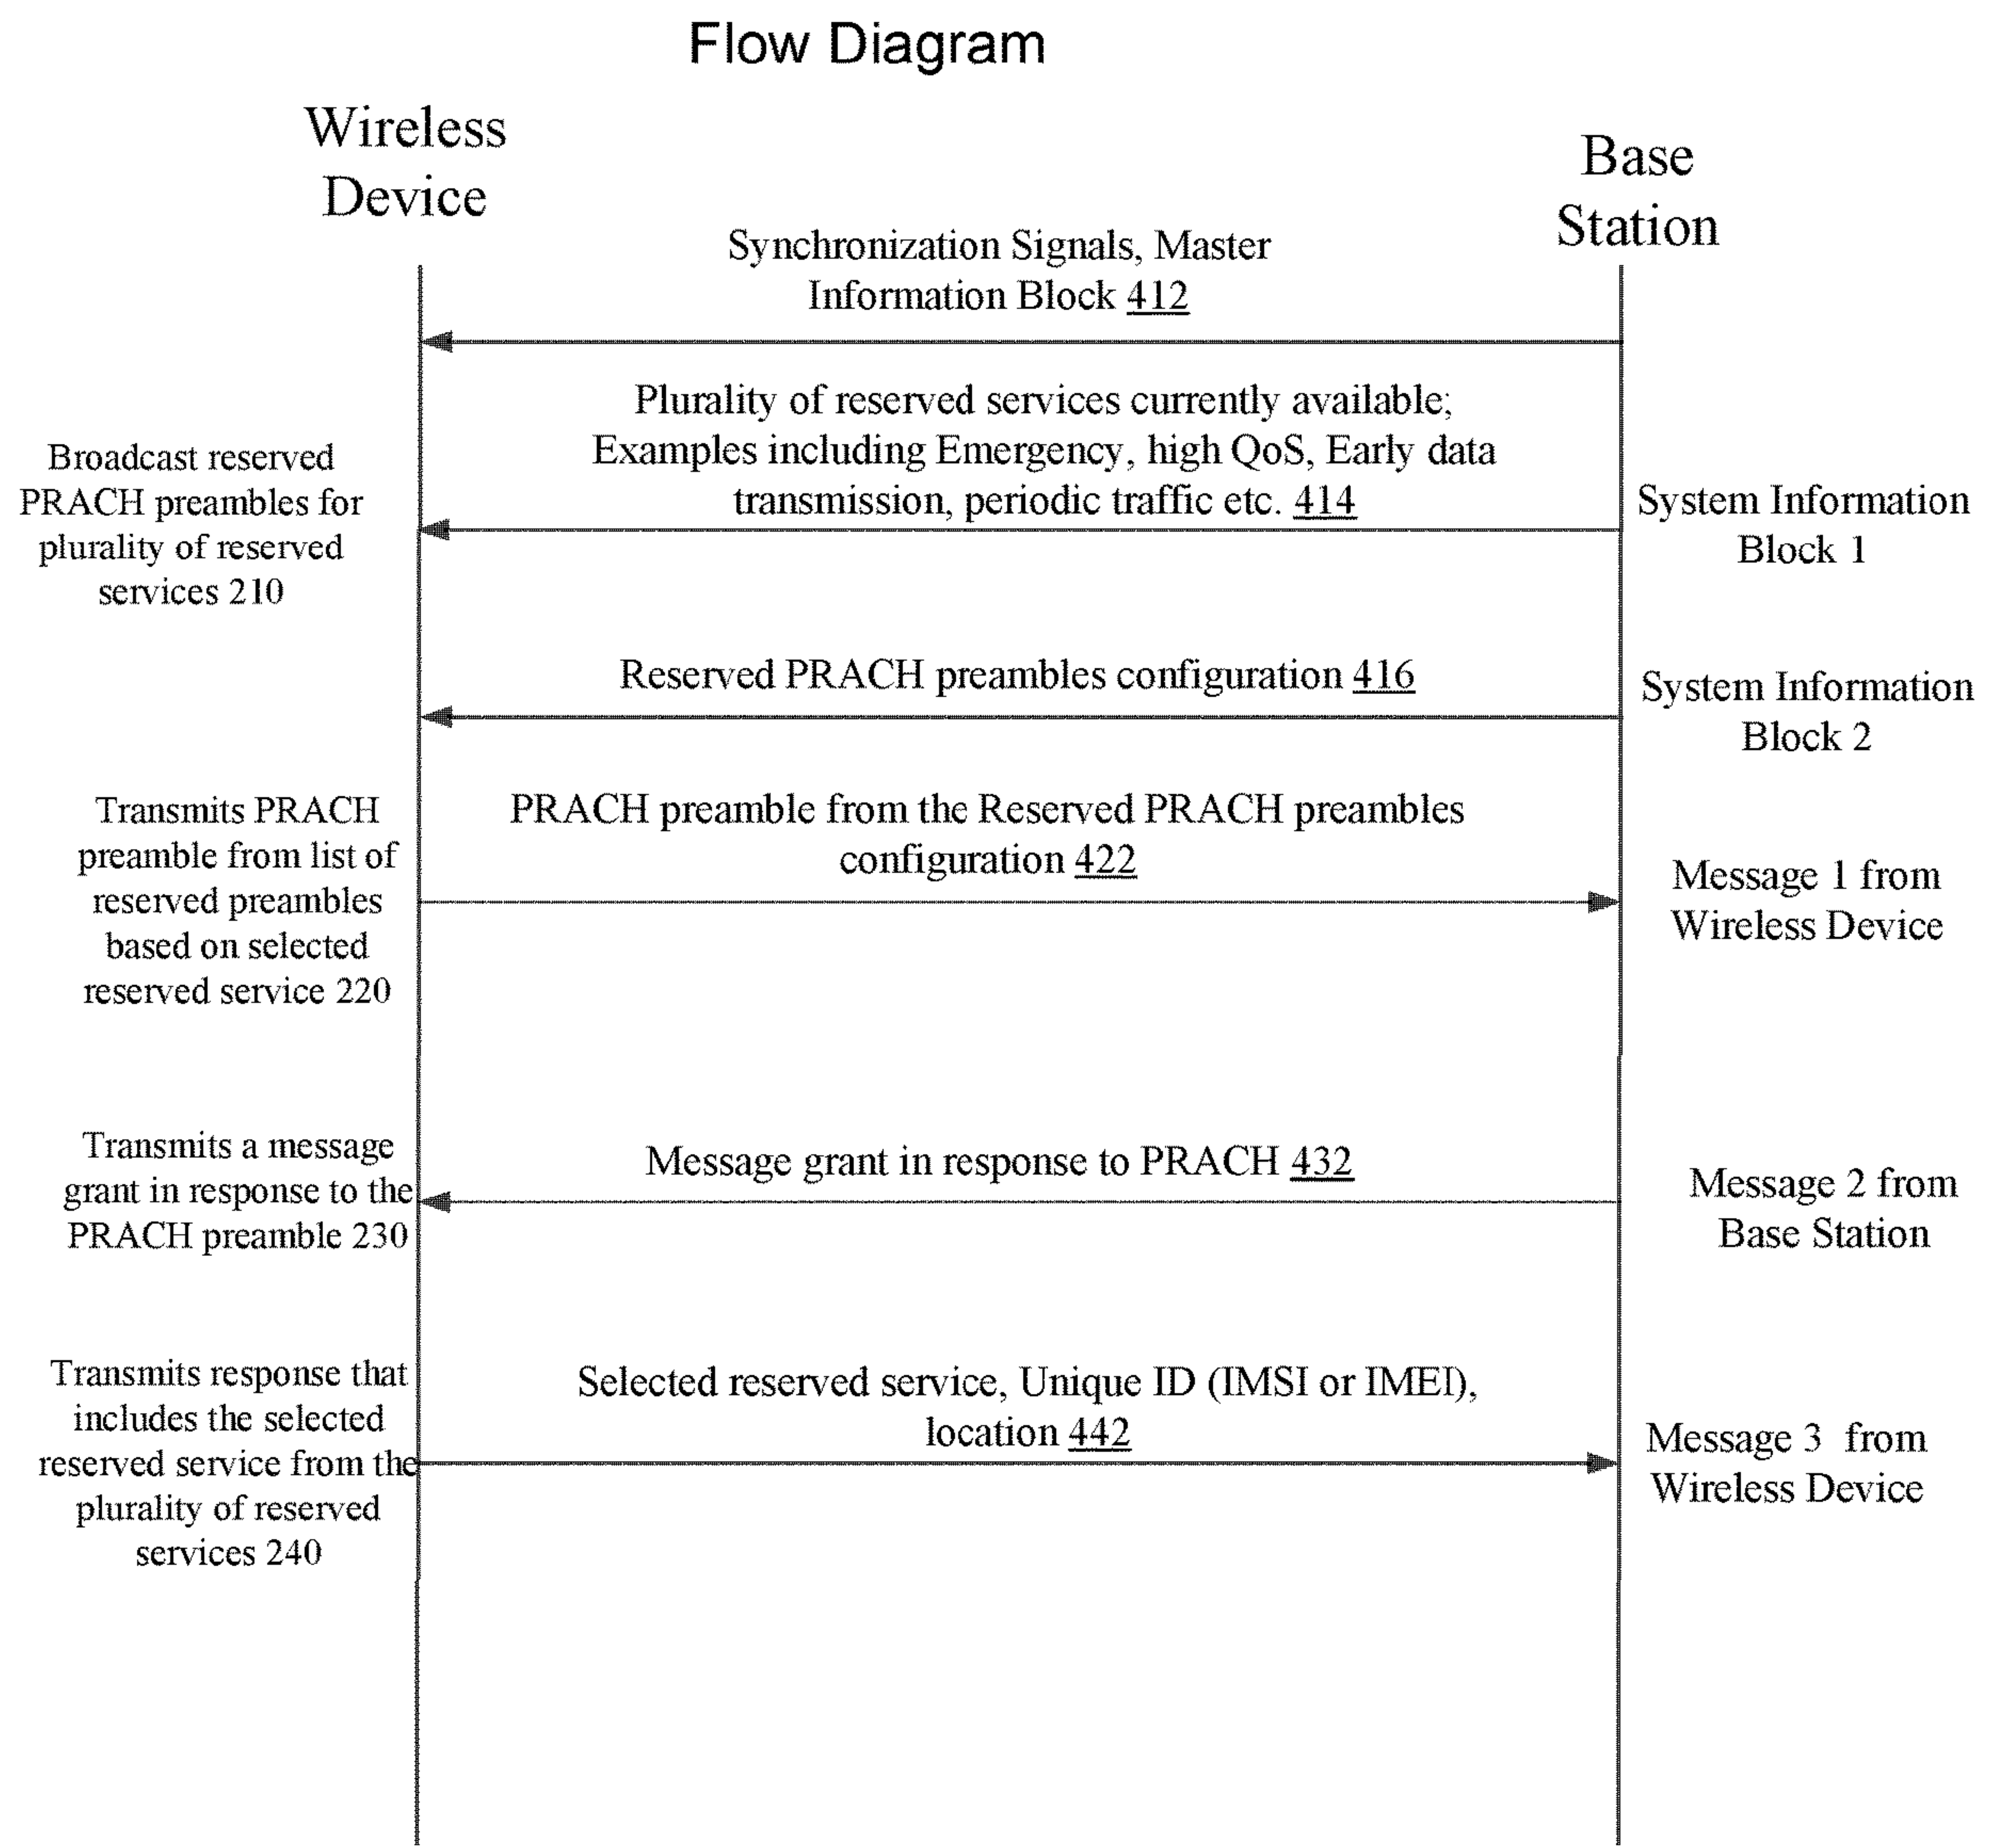 Flow Diagram
Wireless
Device
Base
Station
Synchronization Signals, Master
Information Block 412
Plurality of reserved services currently available;
Examples including Emergency, high QoS, Early data
transmission, periodic traffic etc. 414
Broadcast reserved
PRACH preambles for
plurality of reserved
services 210
System Information
Block 1
Reserved PRACH preambles configuration 416
System Information
Block 2
Transmits PRACH
preamble from list of
reserved preambles
based on selected
reserved service 220
PRACH preamble from the Reserved PRACH preambles
configuration 422
Message 1 from
Wireless Device
Transmits a message
grant in response to the
PRACH preamble 230
Message grant in response to PRACH 432
Message 2 from
Base Station
Transmits response that
includes the selected
reserved service from the
plurality of reserved
services 240
Selected reserved service, Unique ID (IMSI or IMEI),
location 442
Message 3 from
Wireless Device